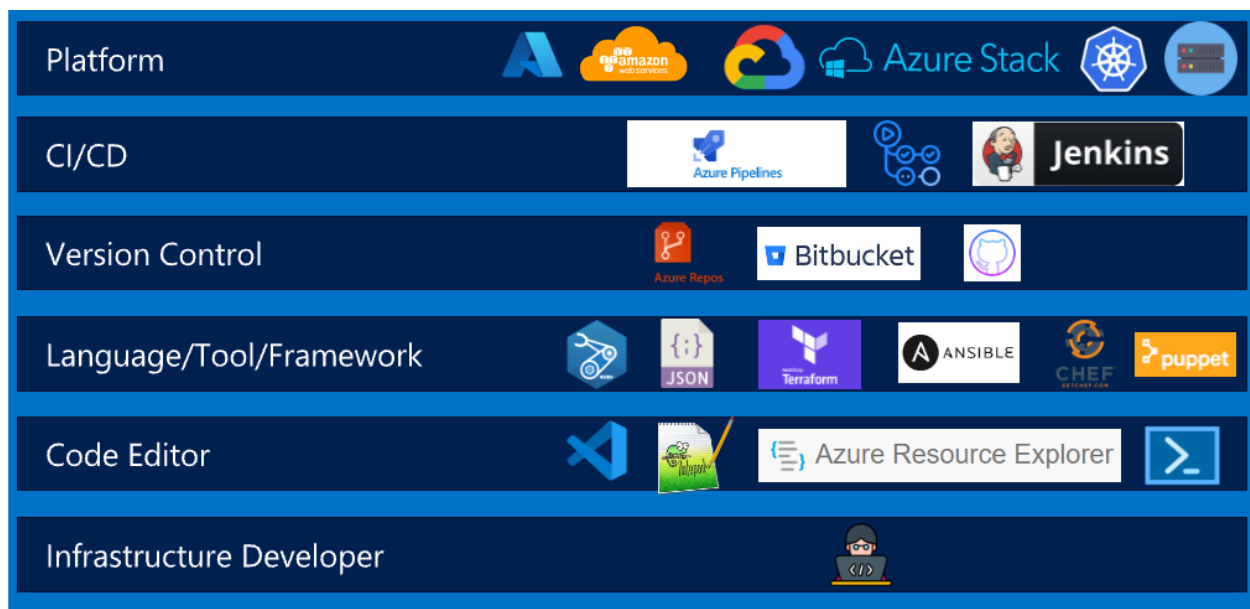 Platform
amazon
web services
Azure Stack
CI/CD
Azure Pipelines
Jenkins
Version Control
Azure Repos
Bitbucket
Language/Tool/Framework
{:}
JSON
Terraform
A ANSIBLE
CHEF
puppet
Code Editor
Notepad
{ } Azure Resource Explorer
>_
Infrastructure Developer
</>